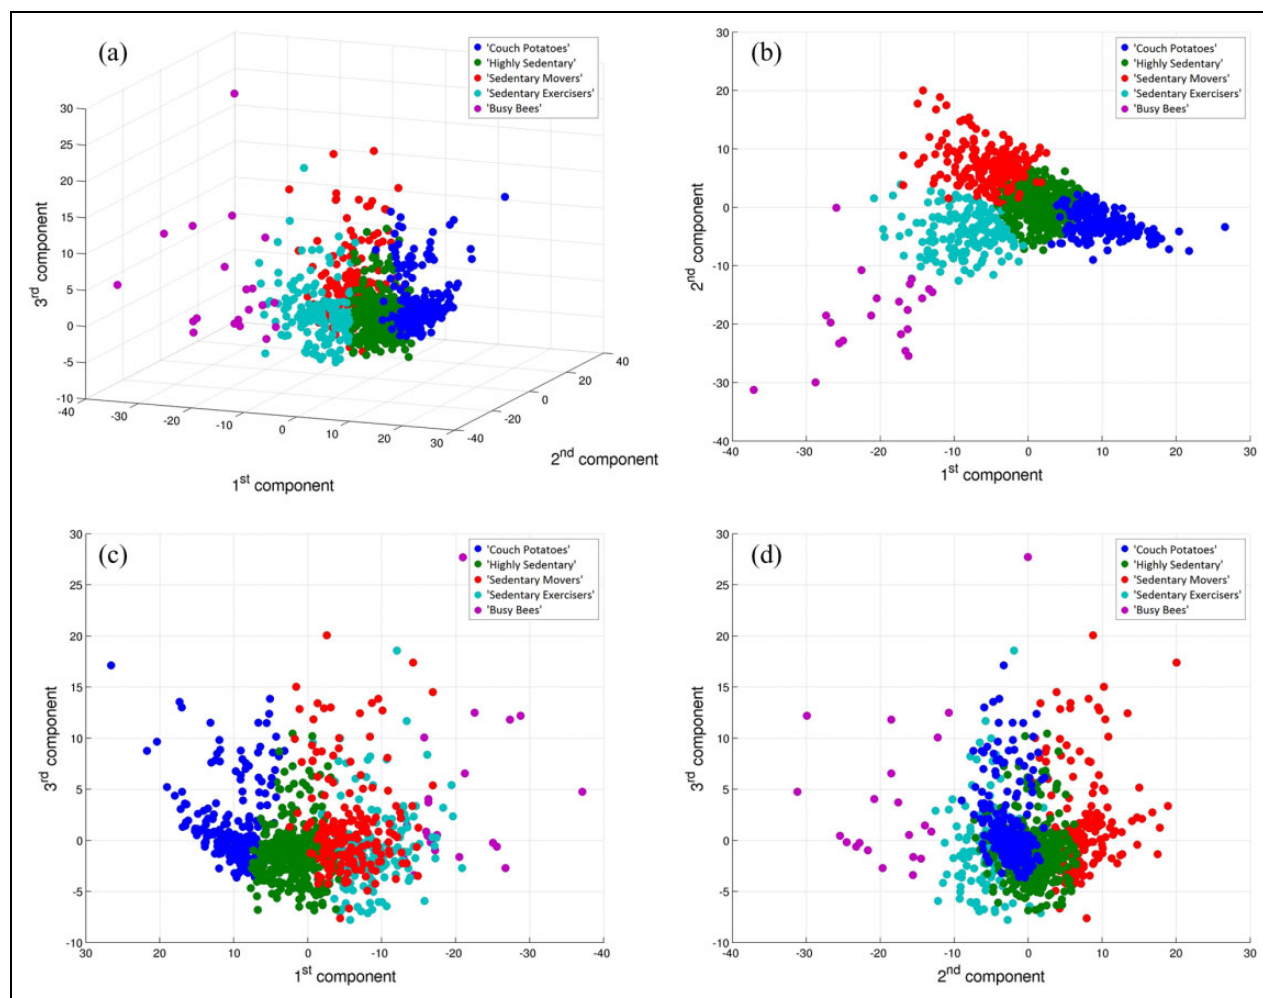 (a)
'Couch Potatoes'
'Highly Sedentary'
'Sedentary Movers'
'Sedentary Exercisers'
'Busy Bees'
30
25
20
15
10
5
0
-5
-10
3rd component
-40
-30
-20
-10
0
10
20
30
1st component
-40
-20
0
20
40
2nd component
(b)
'Couch Potatoes'
'Highly Sedentary'
'Sedentary Movers'
'Sedentary Exercisers'
'Busy Bees'
30
20
10
0
-10
-20
-30
-40
2nd component
-40
-30
-20
-10
0
10
20
30
1st component
(c)
'Couch Potatoes'
'Highly Sedentary'
'Sedentary Movers'
'Sedentary Exercisers'
'Busy Bees'
30
25
20
15
10
5
0
-5
-10
3rd component
30
20
10
0
-10
-20
-30
-40
1st component
(d)
'Couch Potatoes'
'Highly Sedentary'
'Sedentary Movers'
'Sedentary Exercisers'
'Busy Bees'
30
25
20
15
10
5
0
-5
-10
3rd component
-40
-30
-20
-10
0
10
20
30
2nd component